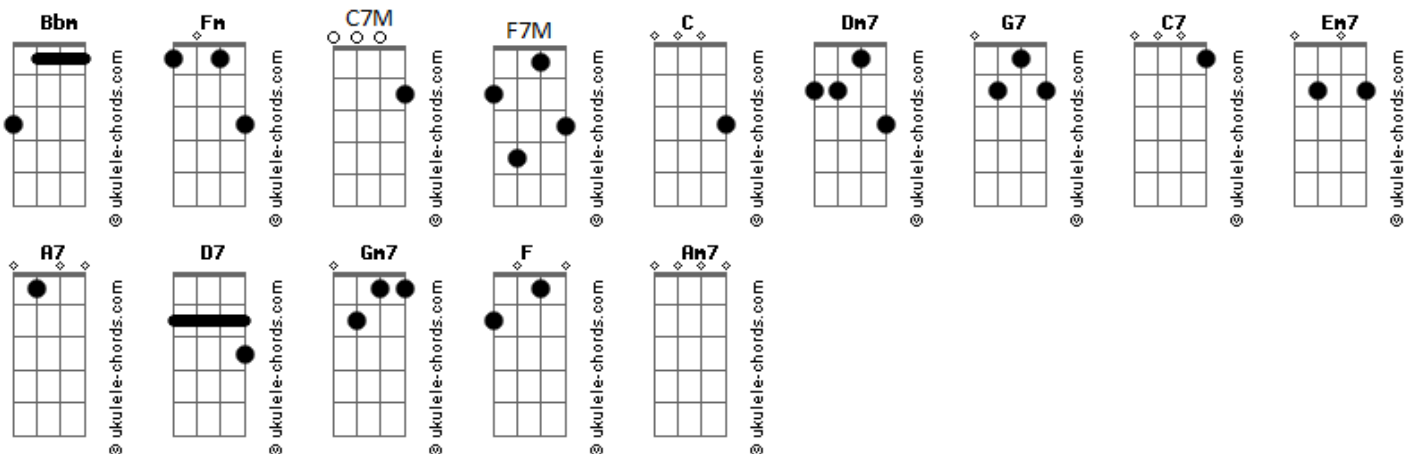 Bbm Fm C7M F7M C Dm7 G7 C7 Em7
© ukulele-chords.com © ukulele-chords.com © ukulele-chords.com © ukulele-chords.com © ukulele-chords.com © ukulele-chords.com © ukulele-chords.com © ukulele-chords.com © ukulele-chords.com
A7 D7 Gm7 F Am7
© ukulele-chords.com © ukulele-chords.com © ukulele-chords.com © ukulele-chords.com © ukulele-chords.com